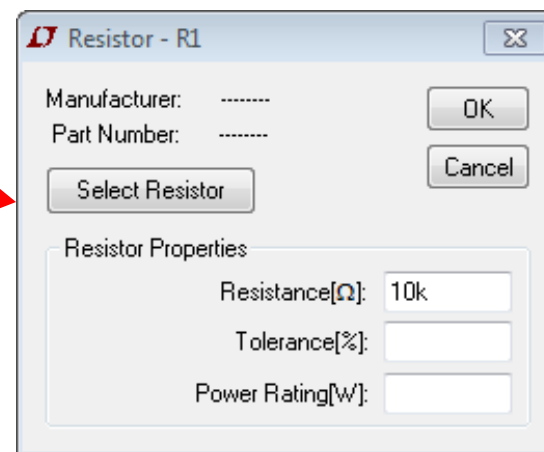 Resistor - R1
Manufacturer: --------
OK
Part Number: --------
Cancel
Select Resistor
Resistor Properties
Resistance[Ω]: 10k
Tolerance[%]:
Power Rating[W]: